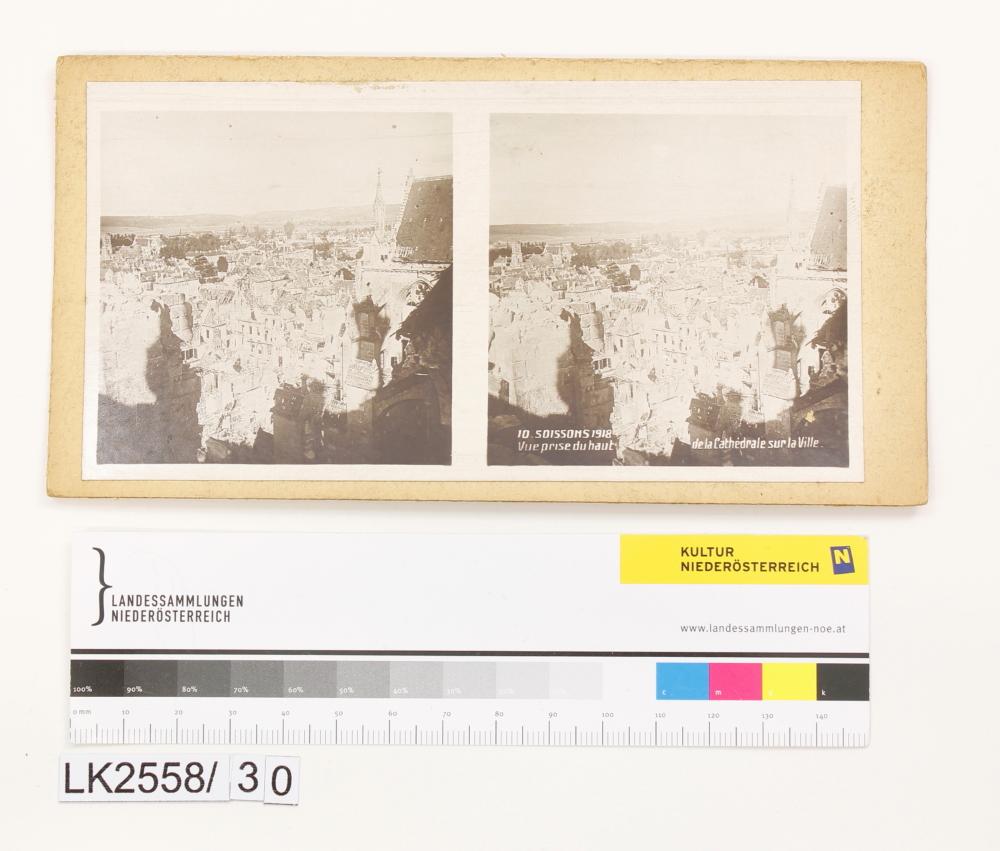 10. SOISSONS 1918
Vue prise du haut de la Cathédrale sur la Ville.
KULTUR
NIEDERÖSTERREICH
N
LANDESSAMMLUNGEN
NIEDERÖSTERREICH
www.landessammlungen-noe.at
100% 90% 80% 70% 60% 50% 40% 30% 20% 10% c m y k
0 mm 10 20 30 40 50 60 70 80 90 100 110 120 130 140
LK2558/30